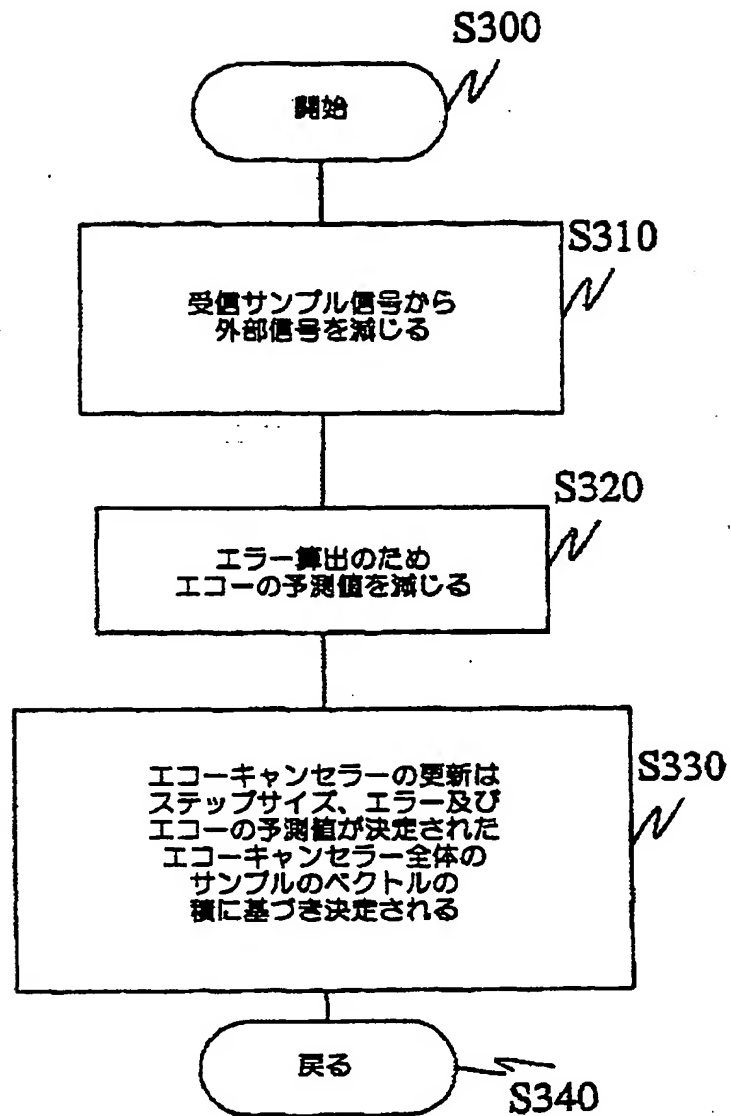 S300
開始
S310
受信サンプル信号から
外部信号を減じる
S320
エラー算出のため
エコーの予測値を減じる
S330
エコーキャンセラーの更新は
ステップサイズ、エラー及び
エコーの予測値が決定された
エコーキャンセラー全体の
サンプルのベクトルの
積に基づき決定される
戻る
S340